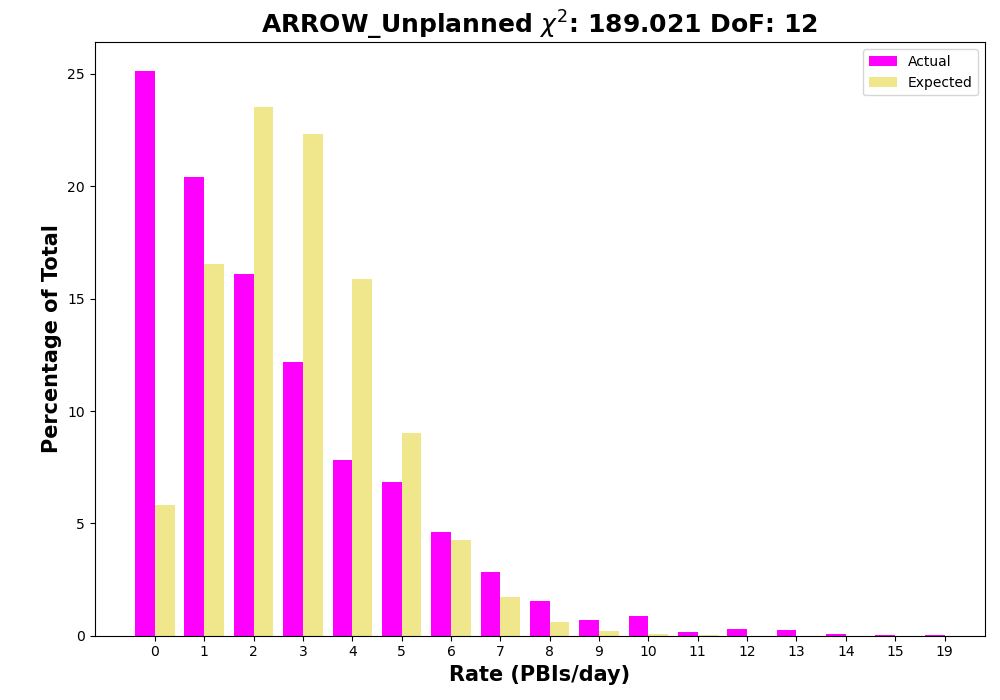 ARROW_Unplanned χ²: 189.021 DoF: 12
Actual
Expected
Percentage of Total
25
20
15
10
5
0
0 1 2 3 4 5 6 7 8 9 10 11 12 13 14 15 19
Rate (PBIs/day)